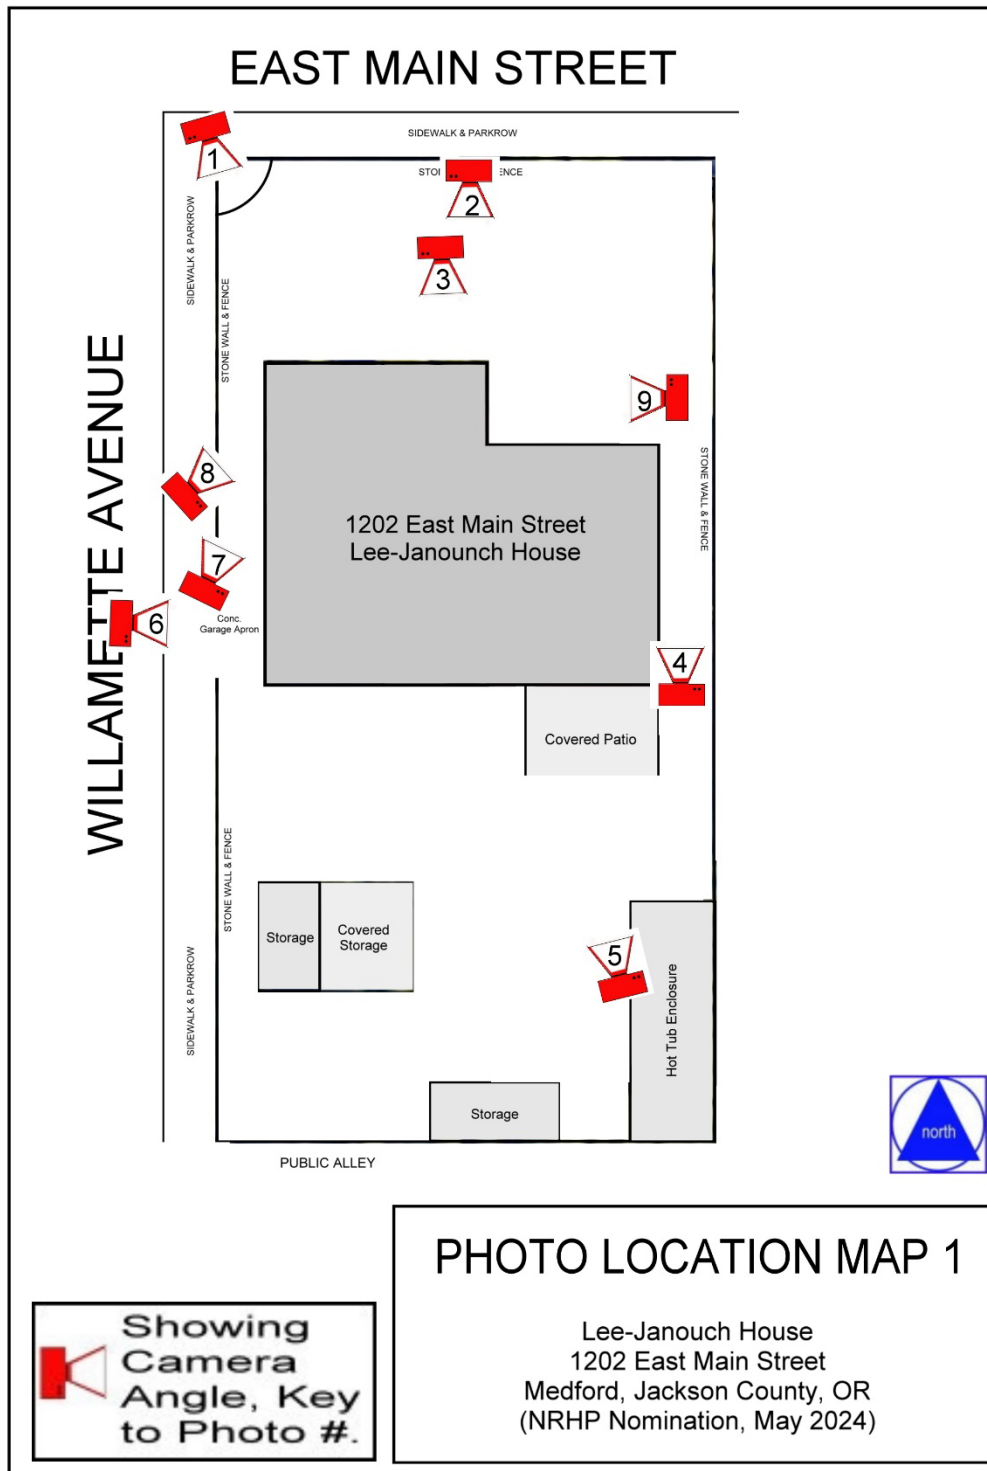 EAST MAIN STREET
SIDEWALK & PARKROW
1
STO
ENCE
2
3
SIDEWALK & PARKROW
STONE WALL & FENCE
WILLAMETTE AVENUE
9
8
STONE WALL & FENCE
1202 East Main Street
Lee-Janounch House
7
6
Conc.
Garage Apron
4
Covered Patio
STONE WALL & FENCE
Storage
Covered
Storage
5
Hot Tub Enclosure
SIDEWALK & PARKROW
Storage
north
PUBLIC ALLEY
PHOTO LOCATION MAP 1
Lee-Janouch House
1202 East Main Street
Medford, Jackson County, OR
(NRHP Nomination, May 2024)
Showing
Camera
Angle, Key
to Photo #.